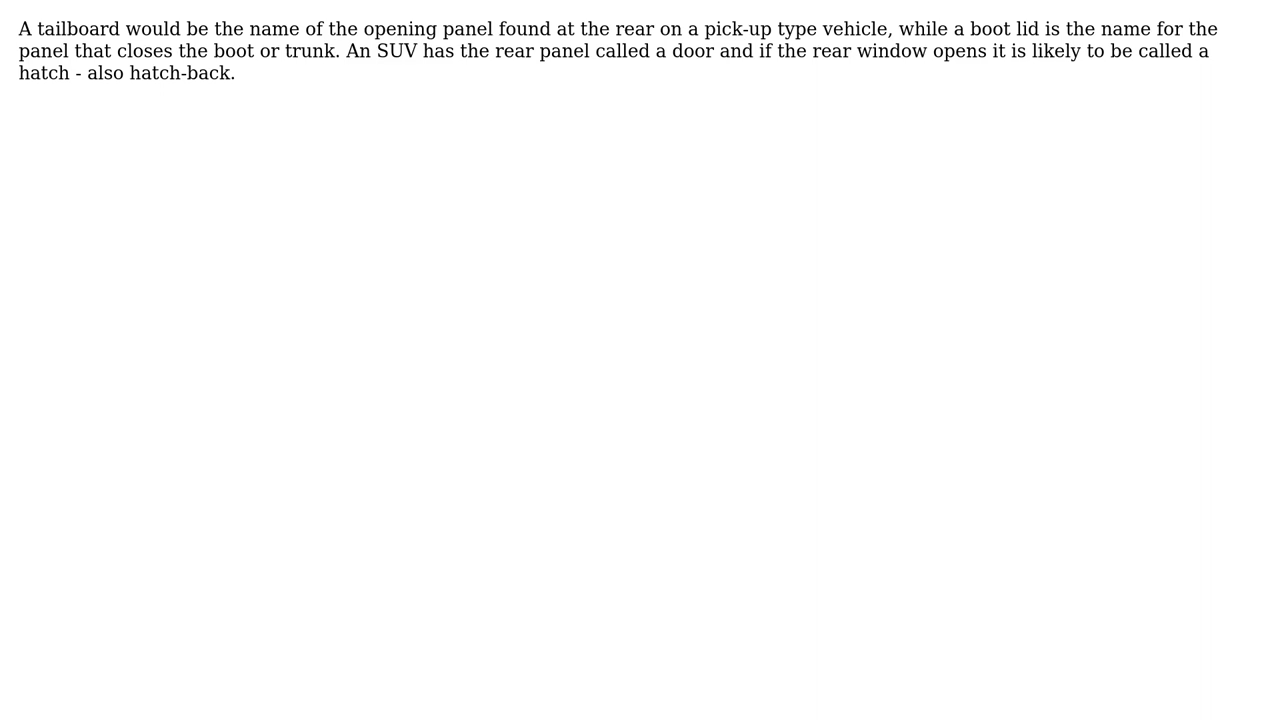 A tailboard would be the name of the opening panel found at the rear on a pick-up type vehicle, while a boot lid is the name for the
panel that closes the boot or trunk. An SUV has the rear panel called a door and if the rear window opens it is likely to be called a
hatch - also hatch-back.